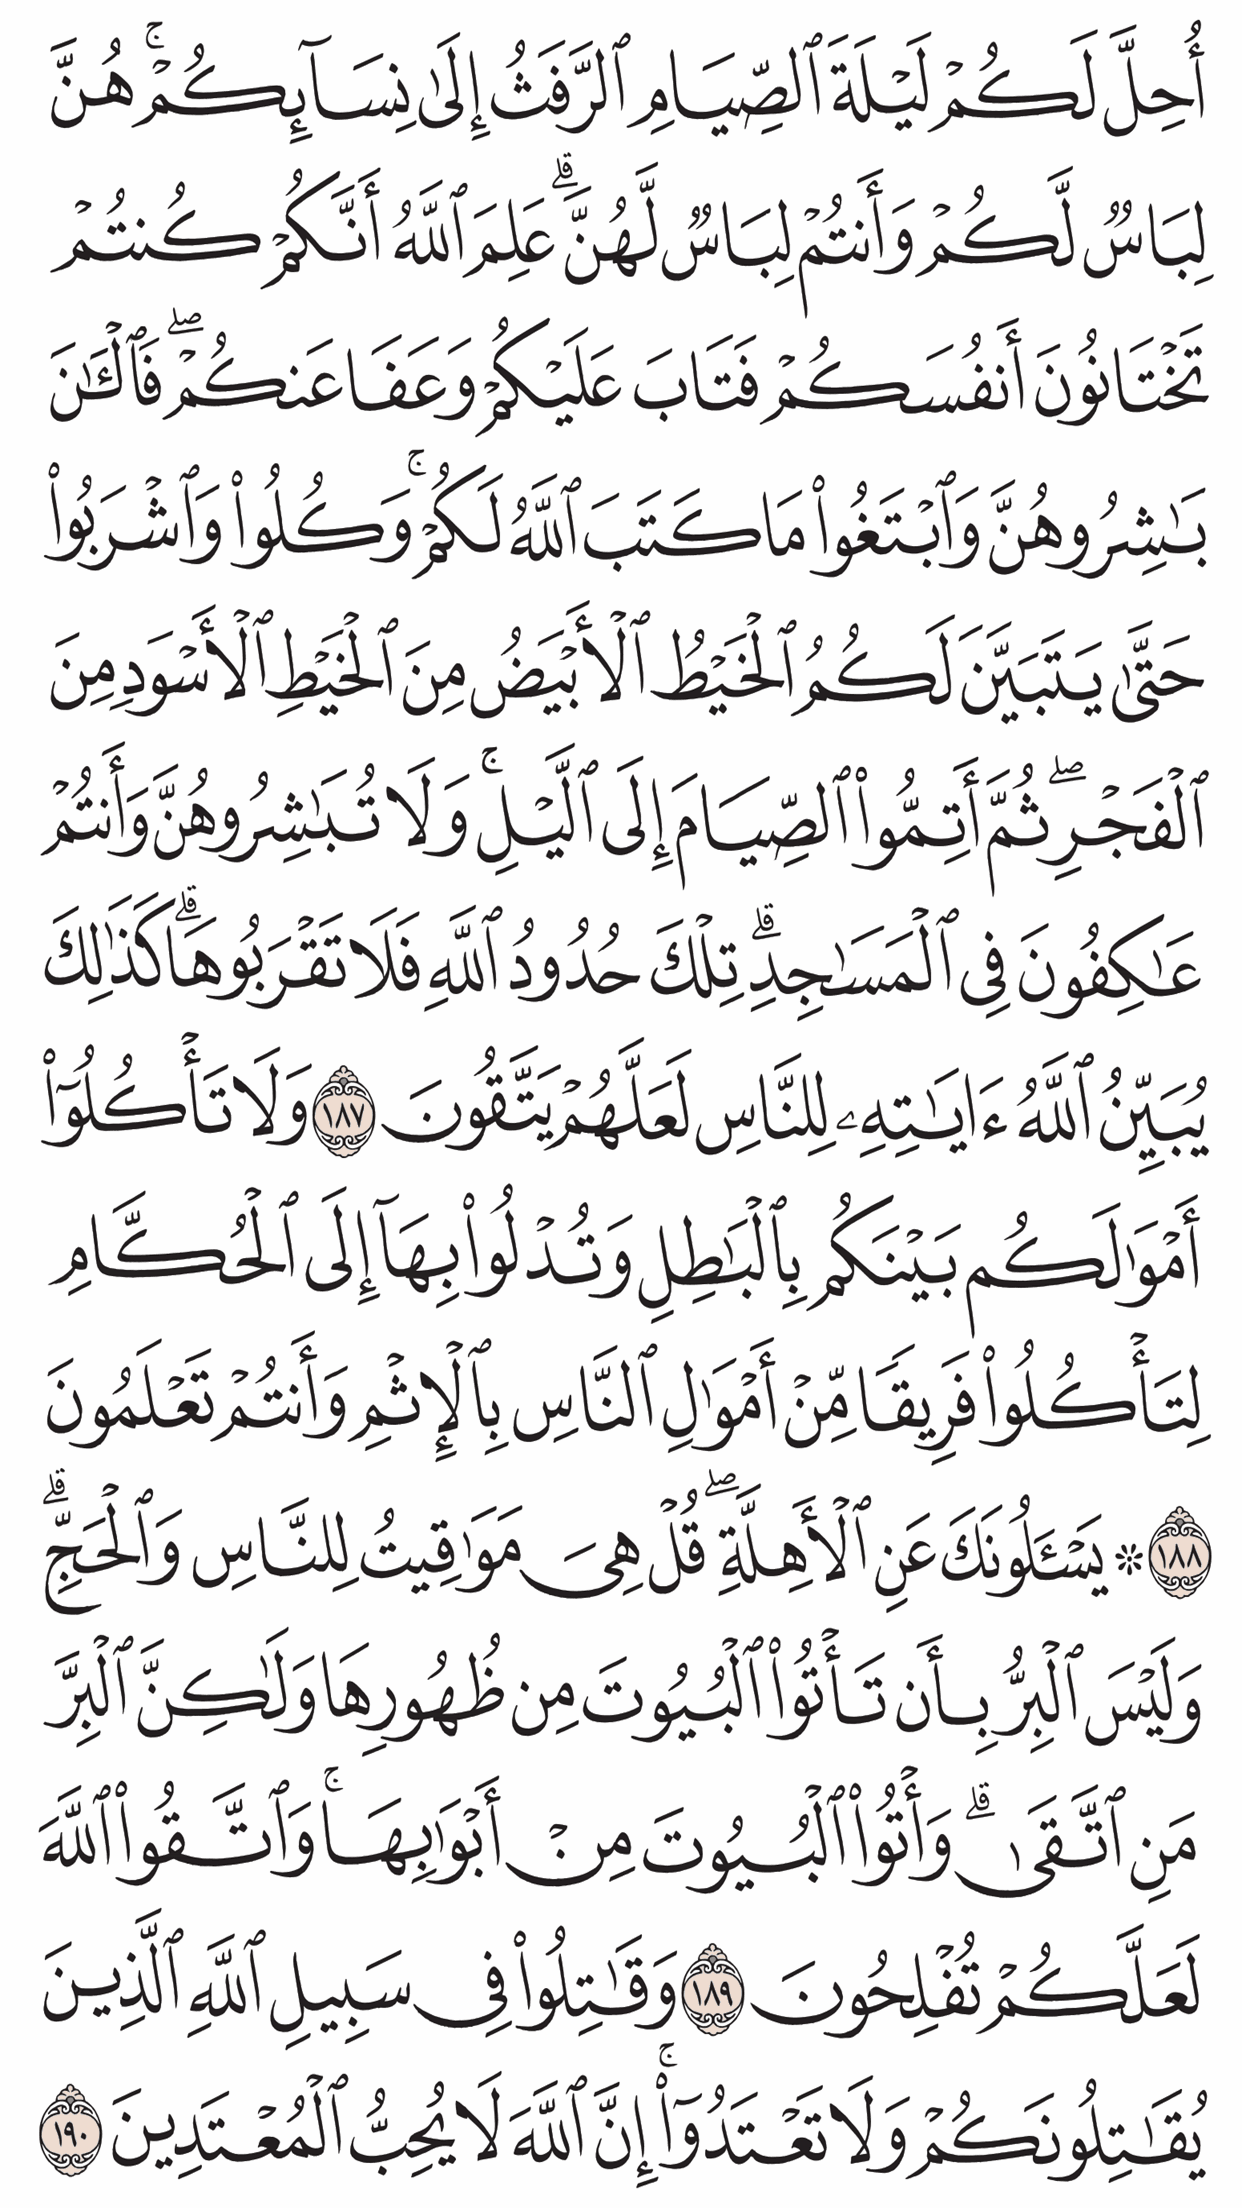 أُحِلَّ لَكُمۡ لَيۡلَةَ ٱلصِّيَامِ ٱلرَّفَثُ إِلَىٰ نِسَآئِكُمۡۚ هُنَّ
لِبَاسٞ لَّكُمۡ وَأَنتُمۡ لِبَاسٞ لَّهُنَّۗ عَلِمَ ٱللَّهُ أَنَّكُمۡ كُنتُمۡ
تَخۡتَانُونَ أَنفُسَكُمۡ فَتَابَ عَلَيۡكُمۡ وَعَفَا عَنكُمۡۖ فَٱلۡـَٰٔنَ
بَٰشِرُوهُنَّ وَٱبۡتَغُواْ مَا كَتَبَ ٱللَّهُ لَكُمۡۚ وَكُلُواْ وَٱشۡرَبُواْ
حَتَّىٰ يَتَبَيَّنَ لَكُمُ ٱلۡخَيۡطُ ٱلۡأَبۡيَضُ مِنَ ٱلۡخَيۡطِ ٱلۡأَسۡوَدِ مِنَ
ٱلۡفَجۡرِۖ ثُمَّ أَتِمُّواْ ٱلصِّيَامَ إِلَى ٱلَّيۡلِۚ وَلَا تُبَٰشِرُوهُنَّ وَأَنتُمۡ
عَٰكِفُونَ فِي ٱلۡمَسَٰجِدِۗ تِلۡكَ حُدُودُ ٱللَّهِ فَلَا تَقۡرَبُوهَاۗ كَذَٰلِكَ
يُبَيِّنُ ٱللَّهُ ءَايَٰتِهِۦ لِلنَّاسِ لَعَلَّهُمۡ يَتَّقُونَ ١٨٧ وَلَا تَأۡكُلُوٓاْ
أَمۡوَٰلَكُم بَيۡنَكُم بِٱلۡبَٰطِلِ وَتُدۡلُواْ بِهَآ إِلَى ٱلۡحُكَّامِ
لِتَأۡكُلُواْ فَرِيقٗا مِّنۡ أَمۡوَٰلِ ٱلنَّاسِ بِٱلۡإِثۡمِ وَأَنتُمۡ تَعۡلَمُونَ
١٨٨ ۞ يَسۡـَٔلُونَكَ عَنِ ٱلۡأَهِلَّةِۖ قُلۡ هِيَ مَوَٰقِيتُ لِلنَّاسِ وَٱلۡحَجِّۗ
وَلَيۡسَ ٱلۡبِرُّ بِأَن تَأۡتُواْ ٱلۡبُيُوتَ مِن ظُهُورِهَا وَلَٰكِنَّ ٱلۡبِرَّ
مَنِ ٱتَّقَىٰۗ وَأۡتُواْ ٱلۡبُيُوتَ مِنۡ أَبۡوَٰبِهَاۚ وَٱتَّقُواْ ٱللَّهَ
لَعَلَّكُمۡ تُفۡلِحُونَ ١٨٩ وَقَٰتِلُواْ فِي سَبِيلِ ٱللَّهِ ٱلَّذِينَ
يُقَٰتِلُونَكُمۡ وَلَا تَعۡتَدُوٓاْۚ إِنَّ ٱللَّهَ لَا يُحِبُّ ٱلۡمُعۡتَدِينَ ١٩٠